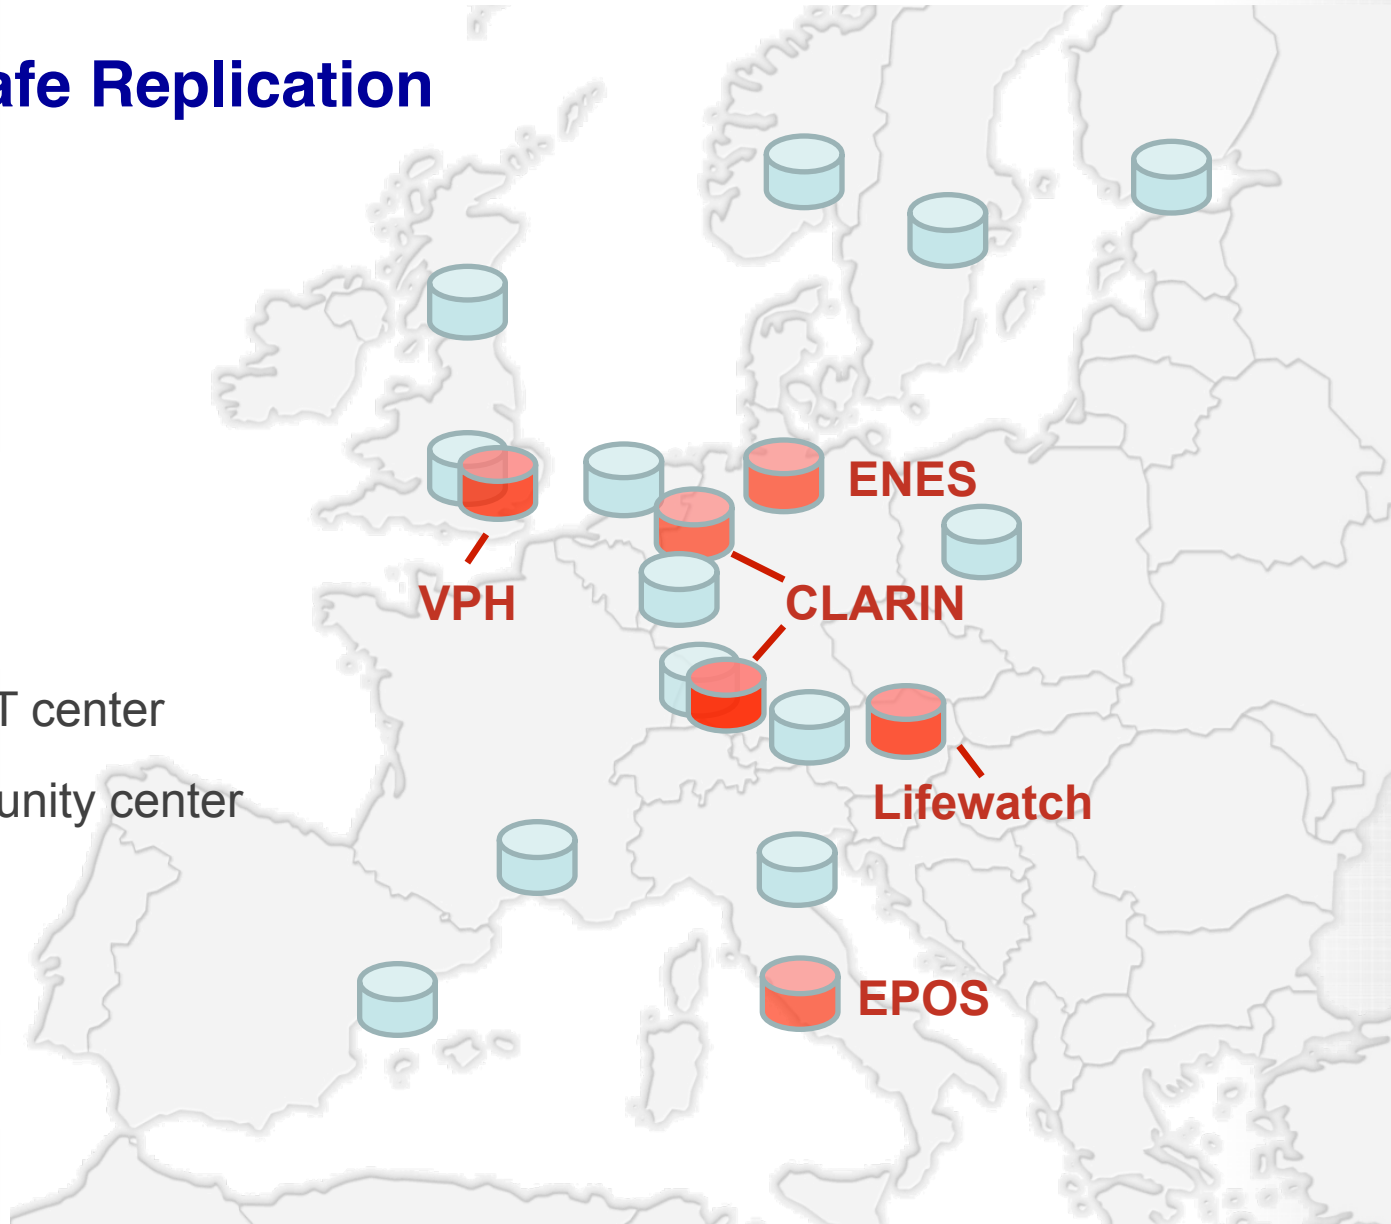 afe Replication
ENES
VPH
CLARIN
T center
unity center
Lifewatch
EPOS